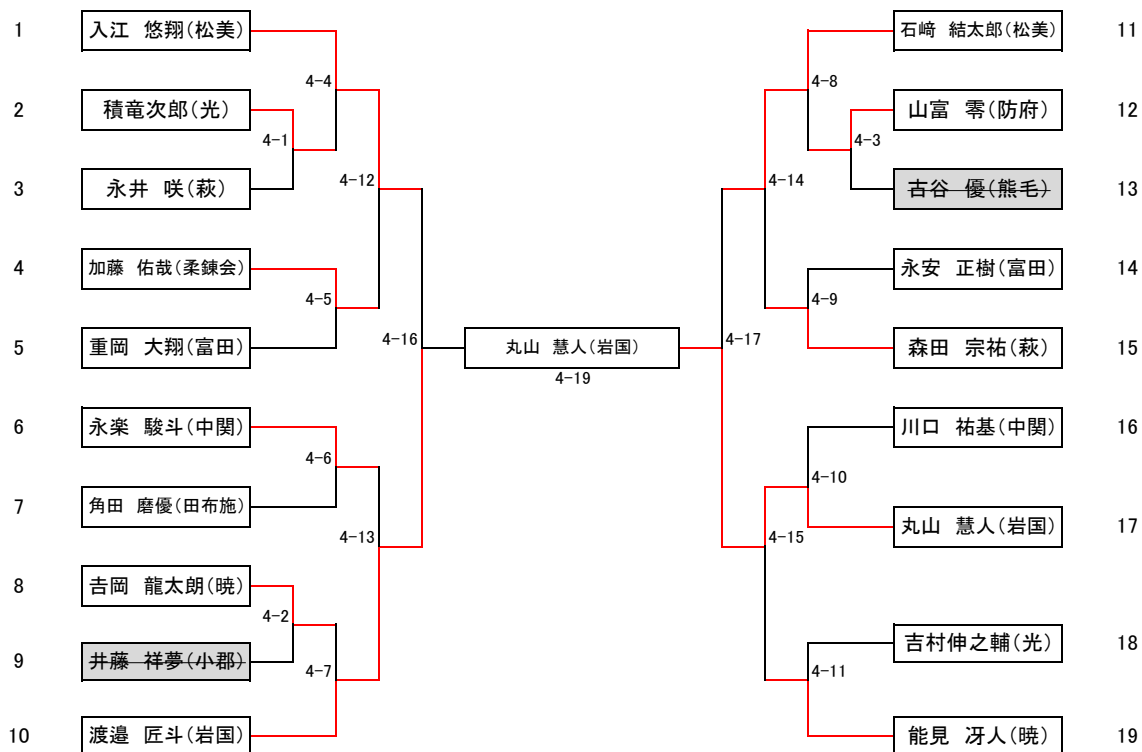 1 入江 悠翔(松美)
4-4
2 積竜次郎(光)
4-1
3 永井 咲(萩)
4-12
4 加藤 佑哉(柔錬会)
4-5
5 重岡 大翔(富田)
4-16
6 永楽 駿斗(中関)
4-6
7 角田 磨優(田布施)
4-13
8 吉岡 龍太朗(暁)
4-2
9 井藤 祥夢(小郡)
4-7
10 渡邉 匠斗(岩国)
丸山 慧人(岩国)
4-19
石﨑 結太郎(松美) 11
4-8
山富 零(防府) 12
4-3
古谷 優(熊毛) 13
4-14
永安 正樹(富田) 14
4-9
森田 宗祐(萩) 15
4-17
川口 祐基(中関) 16
4-10
丸山 慧人(岩国) 17
4-15
吉村伸之輔(光) 18
4-11
能見 冴人(暁) 19